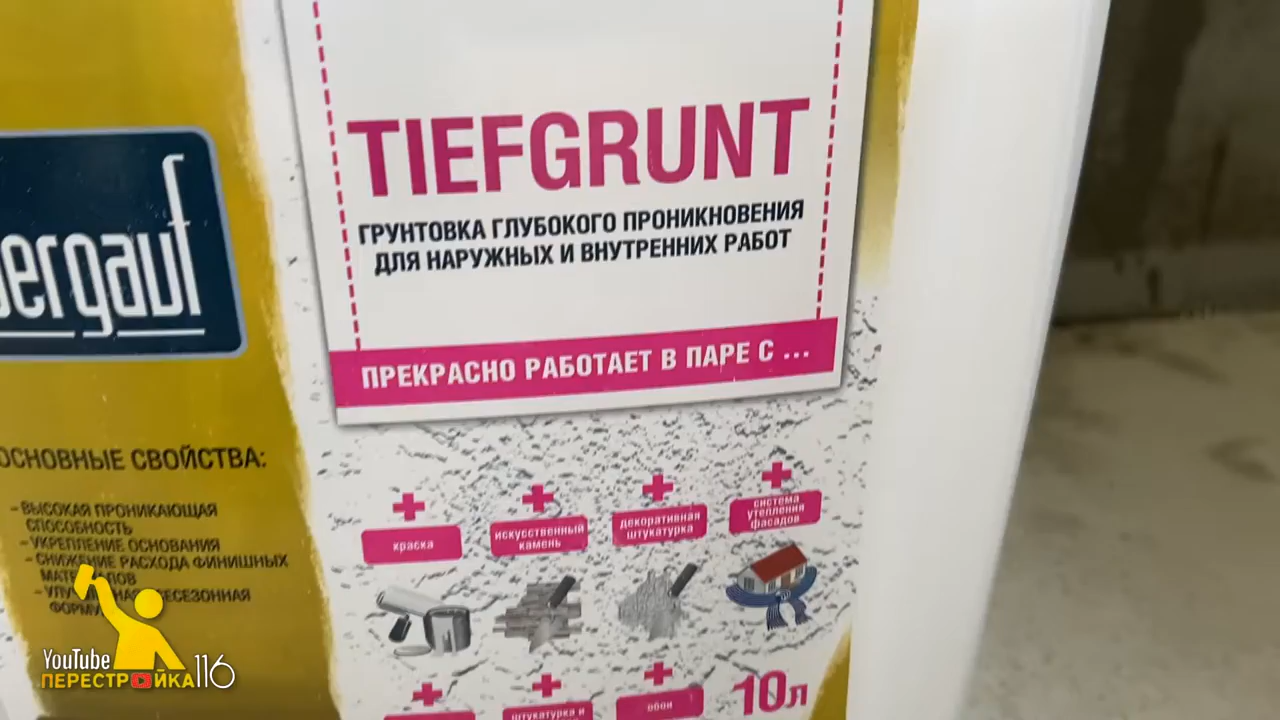 TIEFGRUNT
ГРУНТОВКА ГЛУБОКОГО ПРОНИКНОВЕНИЯ
ДЛЯ НАРУЖНЫХ И ВНУТРЕННИХ РАБОТ
ПРЕКРАСНО РАБОТАЕТ В ПАРЕ С ...
bergauf
ОСНОВНЫЕ СВОЙСТВА:
– ВЫСОКАЯ ПРОНИКАЮЩАЯ
СПОСОБНОСТЬ
– УКРЕПЛЕНИЕ ОСНОВАНИЯ
– СНИЖЕНИЕ РАСХОДА ФИНИШНЫХ
краска
искусственный
камень
декоративная
штукатурка
система
утепления
фасадов
штукатурка и
обои
10л
YouTube
ПЕРЕСТРОЙКА116